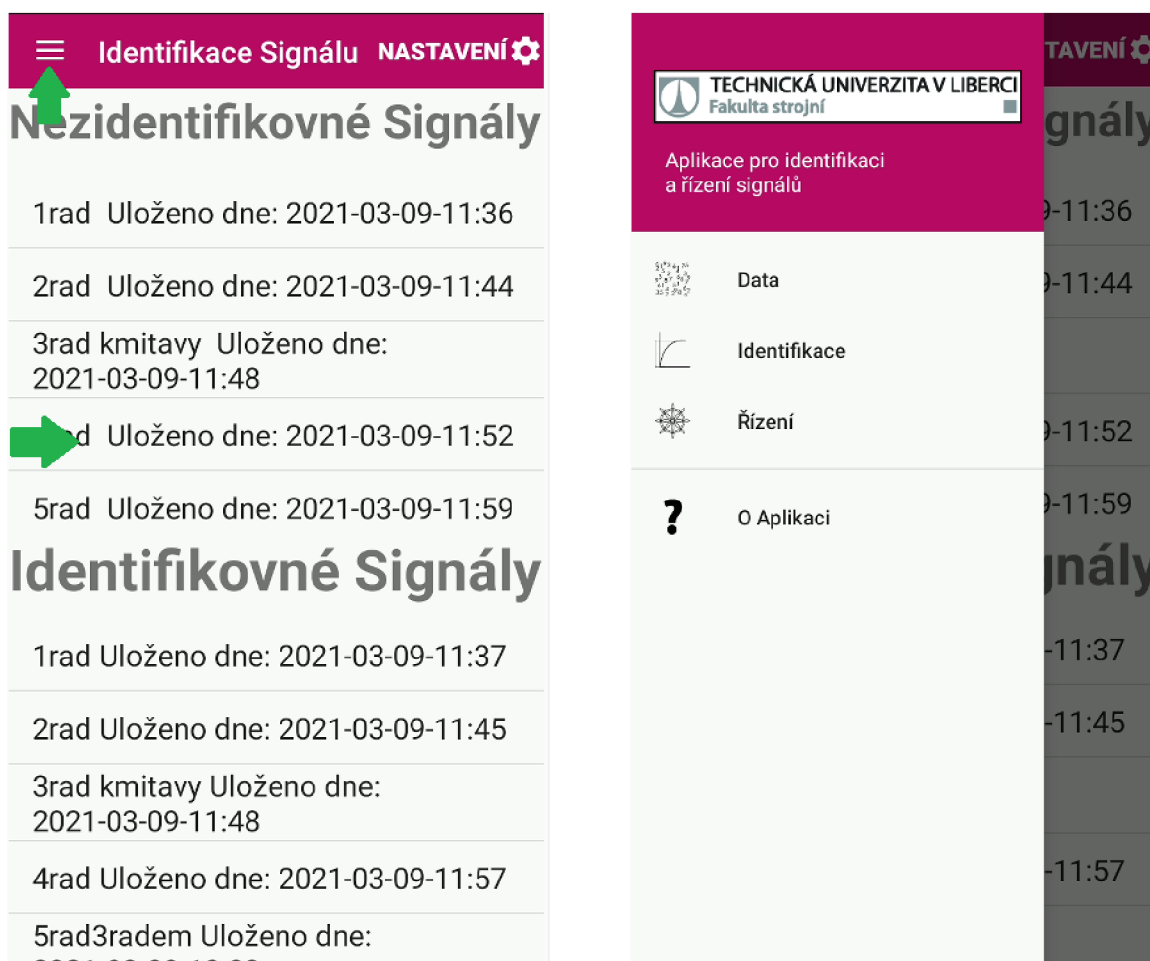 Identifikace Signálu NASTAVENÍ
Nezidentifikovné Signály
1rad Uloženo dne: 2021-03-09-11:36
2rad Uloženo dne: 2021-03-09-11:44
3rad kmitavy Uloženo dne:
2021-03-09-11:48
Uloženo dne: 2021-03-09-11:52
5rad Uloženo dne: 2021-03-09-11:59
Identifikovné Signály
1rad Uloženo dne: 2021-03-09-11:37
2rad Uloženo dne: 2021-03-09-11:45
3rad kmitavy Uloženo dne:
2021-03-09-11:48
4rad Uloženo dne: 2021-03-09-11:57
5rad3radem Uloženo dne:
TECHNICKÁ UNIVERZITA V LIBERCI
Fakulta strojní
Aplikace pro identifikaci
a řízení signálů
Data
Identifikace
Řízení
?
O Aplikaci
TAVENÍ
gnály
9-11:36
9-11:44
9-11:52
9-11:59
gnály
-11:37
-11:45
-11:57